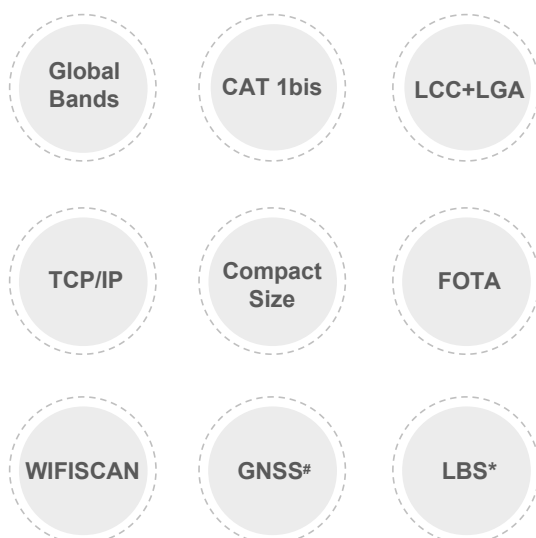 Global
Bands
CAT 1bis
LCC+LGA
TCP/IP
Compact
Size
FOTA
WIFISCAN
GNSS#
LBS*